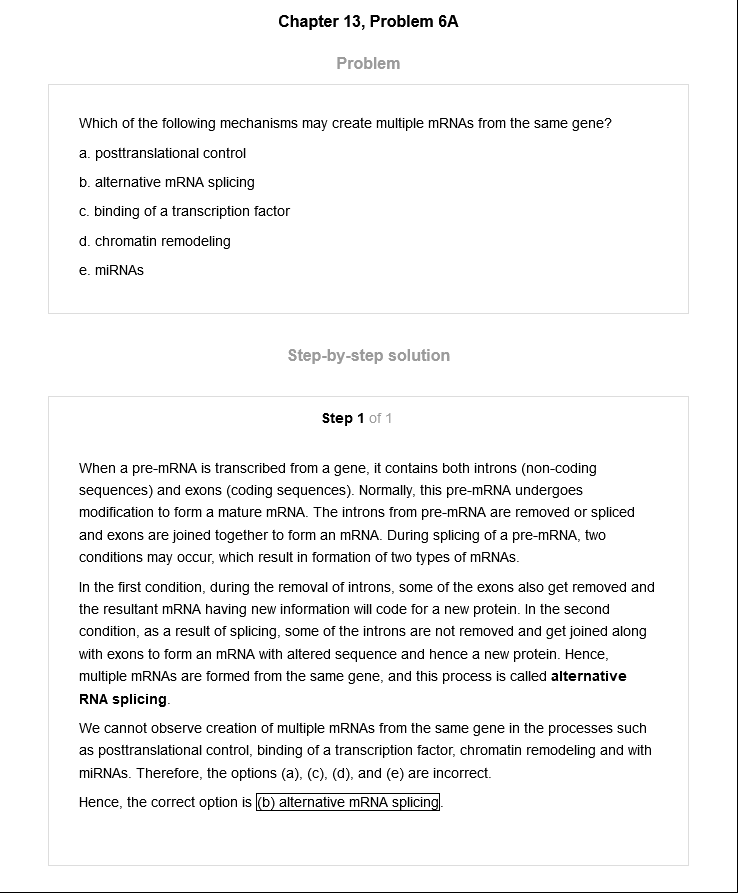 Chapter 13, Problem 6A
Problem
Which of the following mechanisms may create multiple mRNAs from the same gene?
a. posttranslational control
b. alternative mRNA splicing
c. binding of a transcription factor
d. chromatin remodeling
e. miRNAs
Step-by-step solution
Step 1 of 1
When a pre-mRNA is transcribed from a gene, it contains both introns (non-coding
sequences) and exons (coding sequences). Normally, this pre-mRNA undergoes
modification to form a mature mRNA. The introns from pre-mRNA are removed or spliced
and exons are joined together to form an mRNA. During splicing of a pre-mRNA, two
conditions may occur, which result in formation of two types of mRNAs.
In the first condition, during the removal of introns, some of the exons also get removed and
the resultant mRNA having new information will code for a new protein. In the second
condition, as a result of splicing, some of the introns are not removed and get joined along
with exons to form an mRNA with altered sequence and hence a new protein. Hence,
multiple mRNAs are formed from the same gene, and this process is called alternative
RNA splicing.
We cannot observe creation of multiple mRNAs from the same gene in the processes such
as posttranslational control, binding of a transcription factor, chromatin remodeling and with
miRNAs. Therefore, the options (a), (c), (d), and (e) are incorrect.
Hence, the correct option is (b) alternative mRNA splicing.